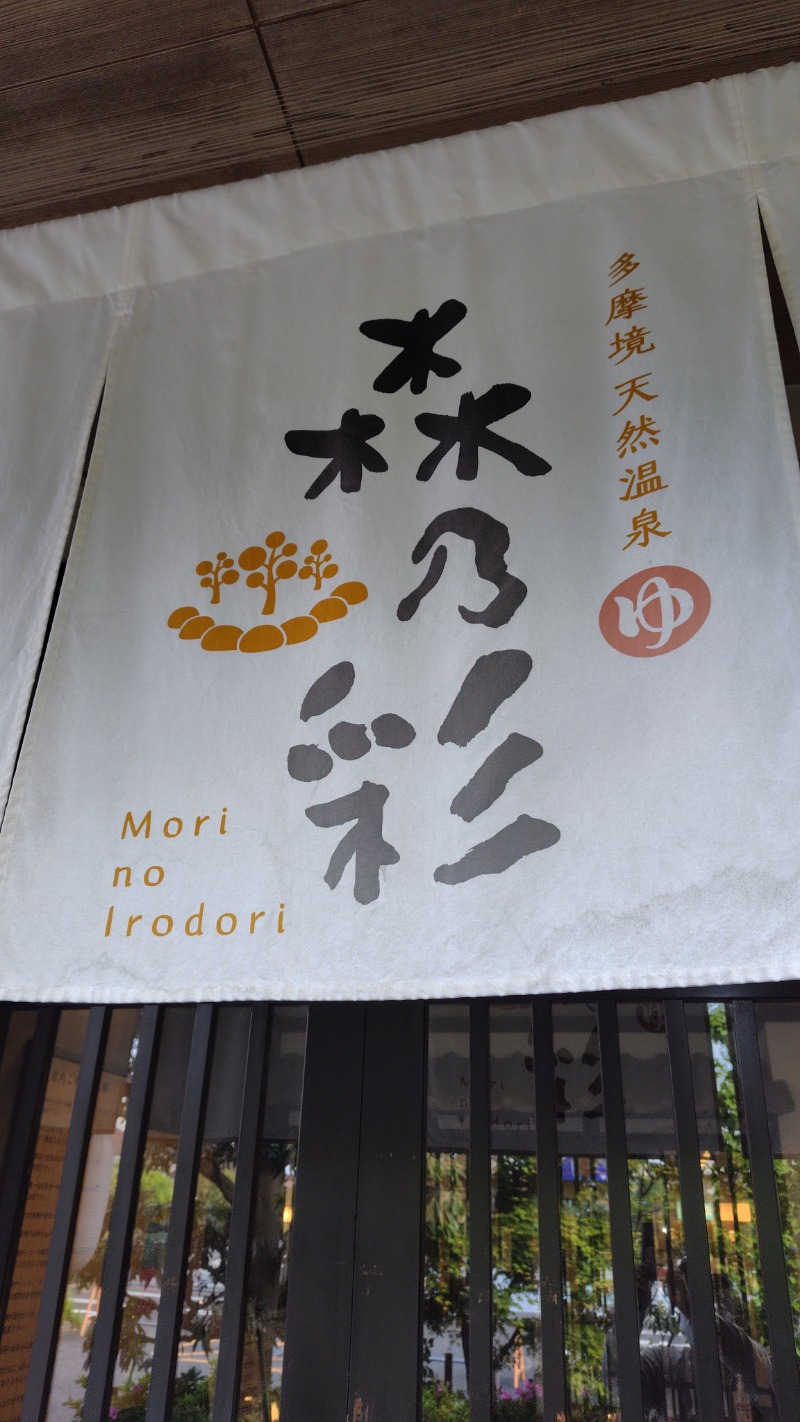 多摩境 天然温泉
ゆ
森乃彩
Mori
no
Irodori